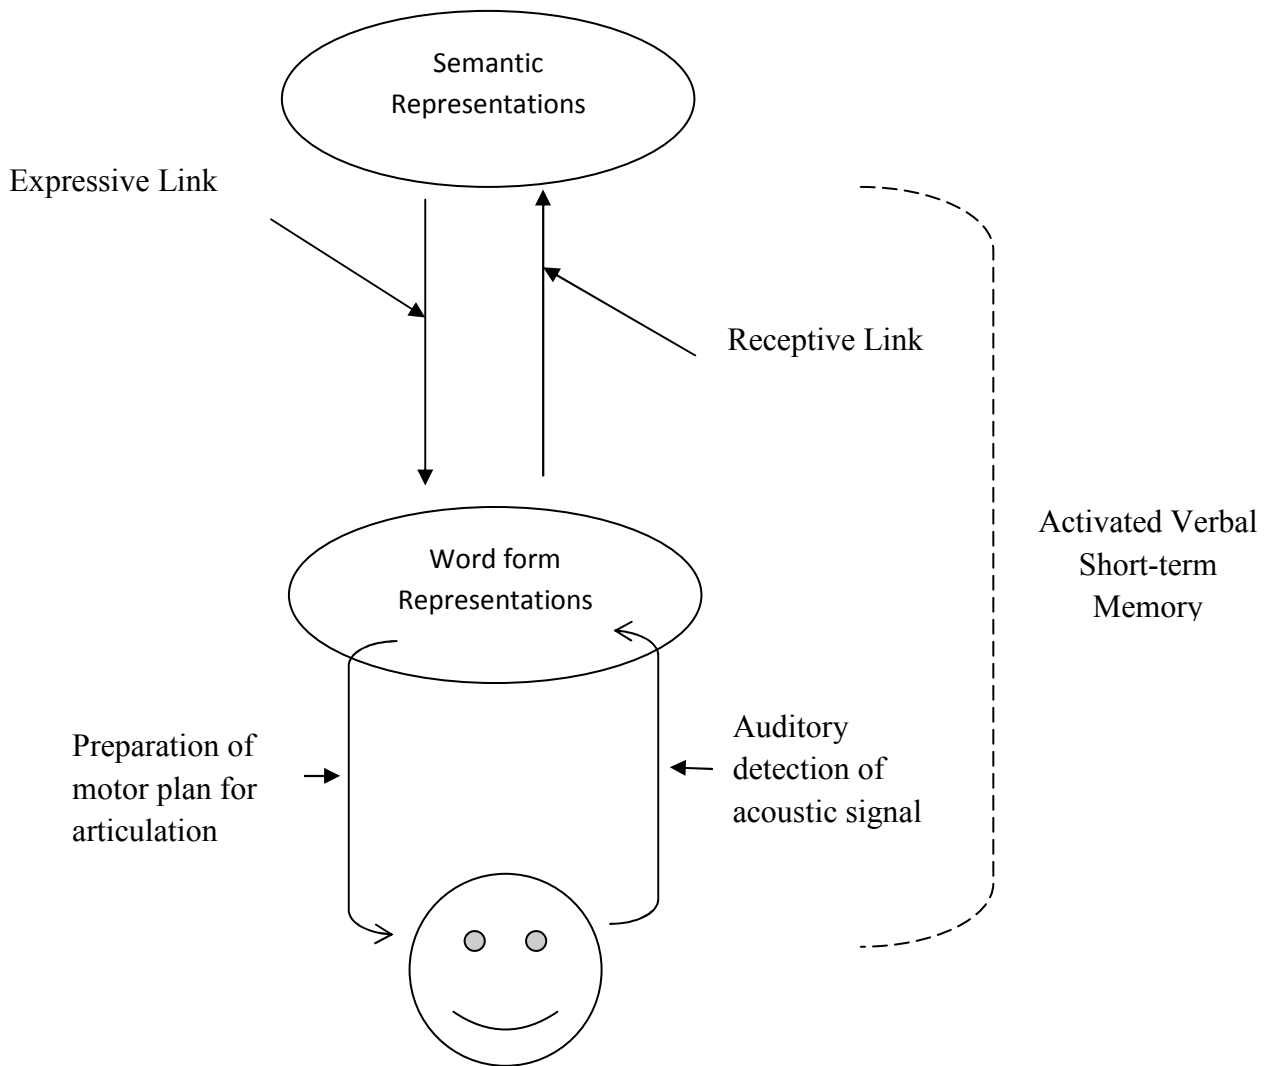 Semantic
Representations
Expressive Link
Receptive Link
Activated Verbal
Short-term
Memory
Word form
Representations
Preparation of
motor plan for
articulation
Auditory
detection of
acoustic signal